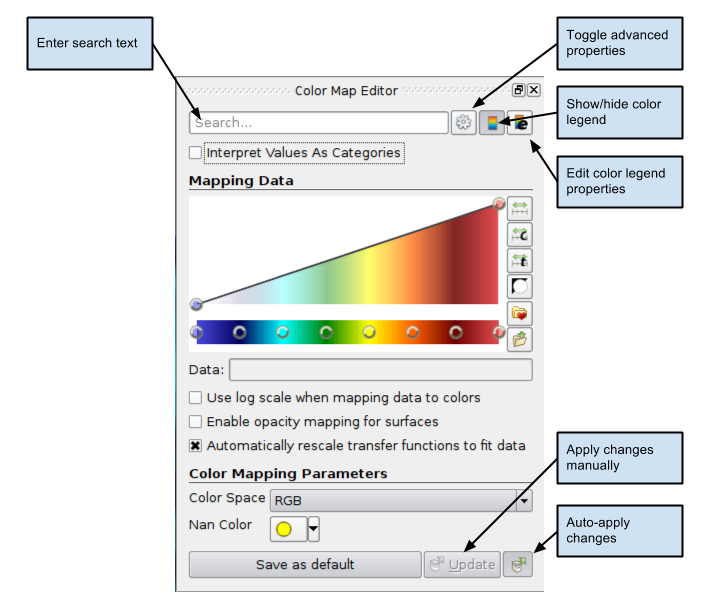 Enter search text
Toggle advanced
properties
Color Map Editor
Search...
Show/hide color
legend
Interpret Values As Categories
Edit color legend
properties
Mapping Data
Data:
Use log scale when mapping data to colors
Enable opacity mapping for surfaces
Automatically rescale transfer functions to fit data
Apply changes
manually
Color Mapping Parameters
Color Space RGB
Nan Color
Auto-apply
changes
Save as default
Update